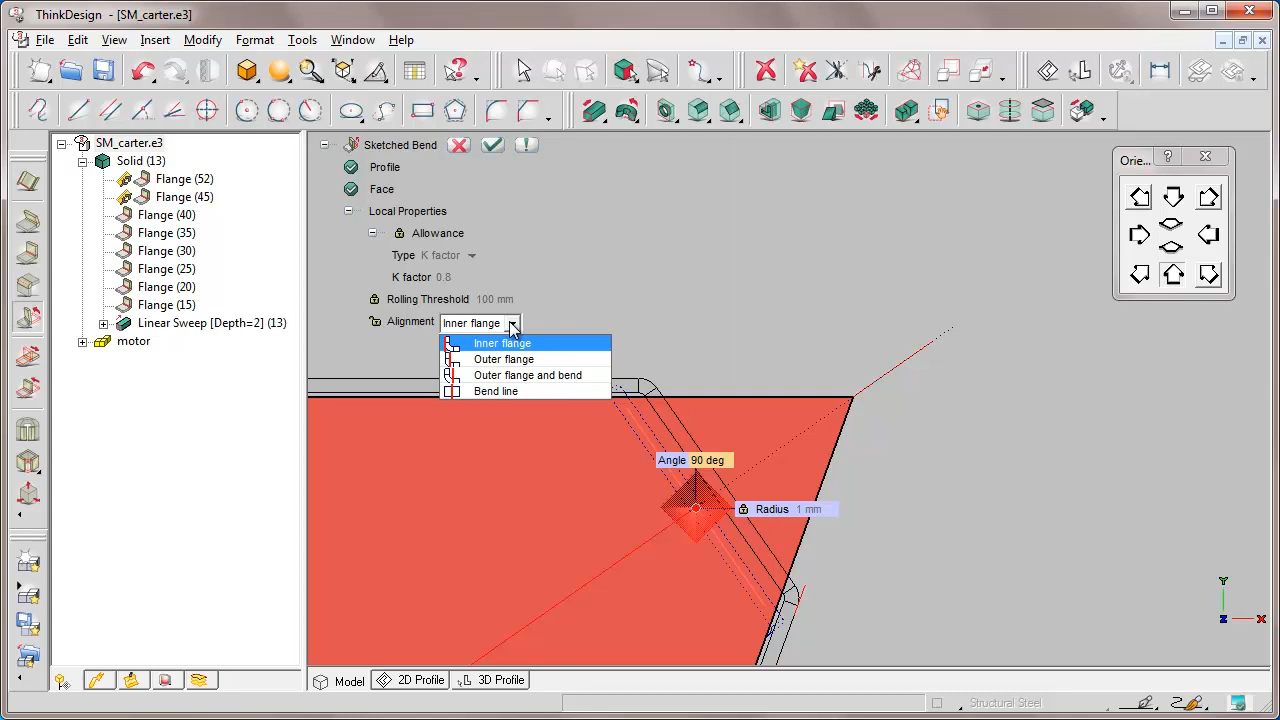 ThinkDesign - [SM_carter.e3]
File Edit View Insert Modify Format Tools Window Help
SM_carter.e3
Solid (13)
Flange (52)
Flange (45)
Flange (40)
Flange (35)
Flange (30)
Flange (25)
Flange (20)
Flange (15)
Linear Sweep [Depth=2] (13)
motor
Sketched Bend
Profile
Face
Local Properties
Allowance
Type K factor
K factor 0.8
Rolling Threshold 100 mm
Alignment Inner flange
Inner flange
Outer flange
Outer flange and bend
Bend line
Angle 90 deg
Radius 1 mm
Orie...
Y
Z X
Model 2D Profile 3D Profile
Structural Steel